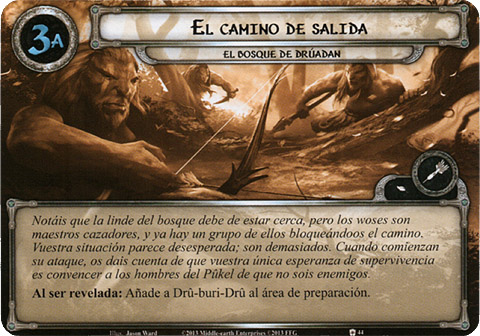 3A
El camino de salida
El bosque de Drúadan
Notáis que la linde del bosque debe de estar cerca, pero los woses son
maestros cazadores, y ya hay un grupo de ellos bloqueándoos el camino.
Vuestra situación parece desesperada; son demasiados. Cuando comienzan
su ataque, os dais cuenta de que vuestra única esperanza de supervivencia
es convencer a los hombres del Púkel de que no sois enemigos.
Al ser revelada: Añade a Drû-buri-Drû al área de preparación.
Illus. Jason Ward ©2013 Middle-earth Enterprises ©2013 FFG 44